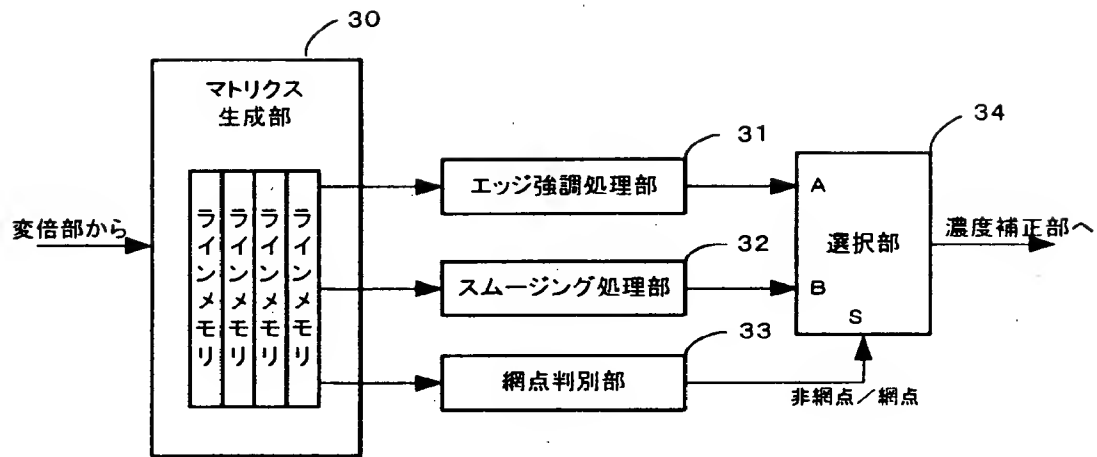 30
マトリクス
生成部
変倍部から
ラインメモリ
ラインメモリ
ラインメモリ
ラインメモリ
31
エッジ強調処理部
32
スムージング処理部
33
網点判別部
34
A
選択部
B
S
濃度補正部へ
非網点／網点